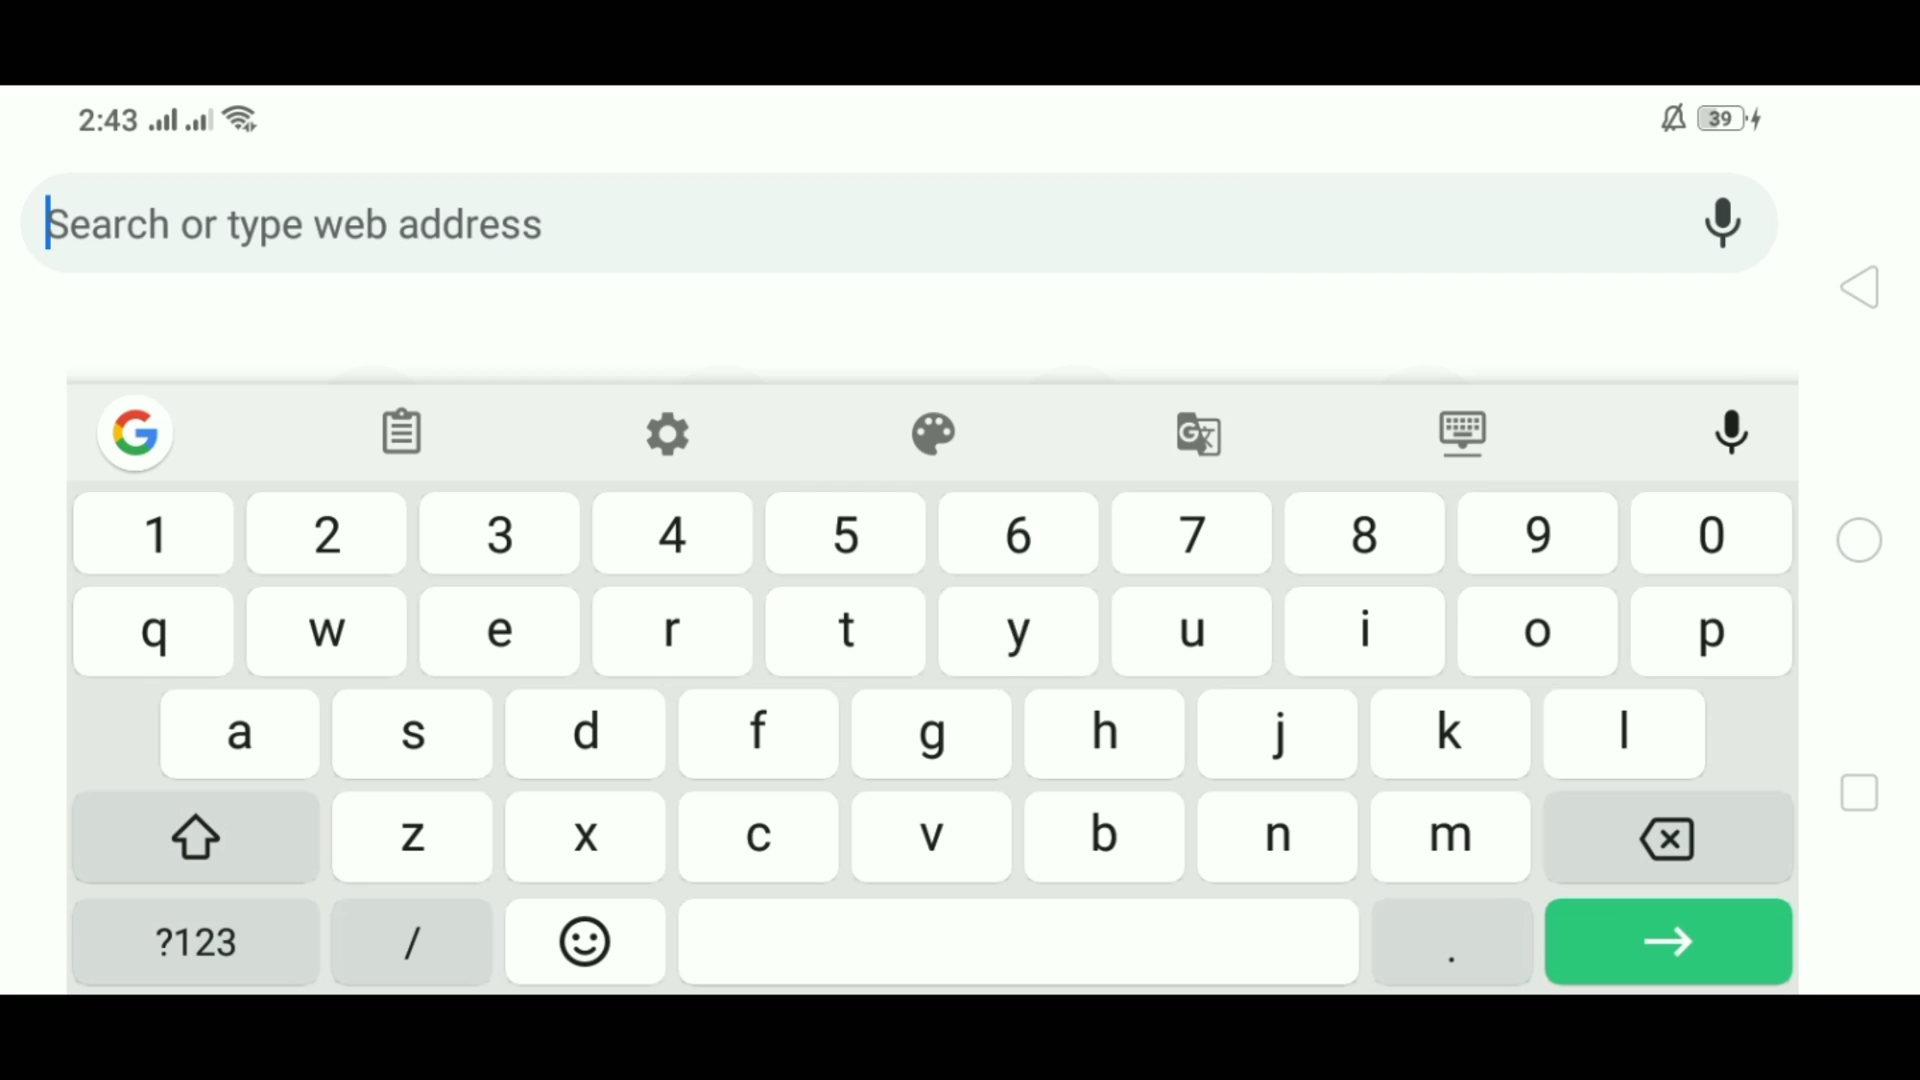 2:43
39
Search or type web address
1 2 3 4 5 6 7 8 9 0
q w e r t y u i o p
a s d f g h j k l
z x c v b n m
?123 / .